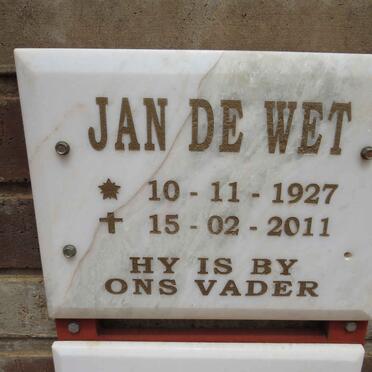 JAN DE WET
10 - 11 - 1927
15 - 02 - 2011
HY IS BY
ONS VADER